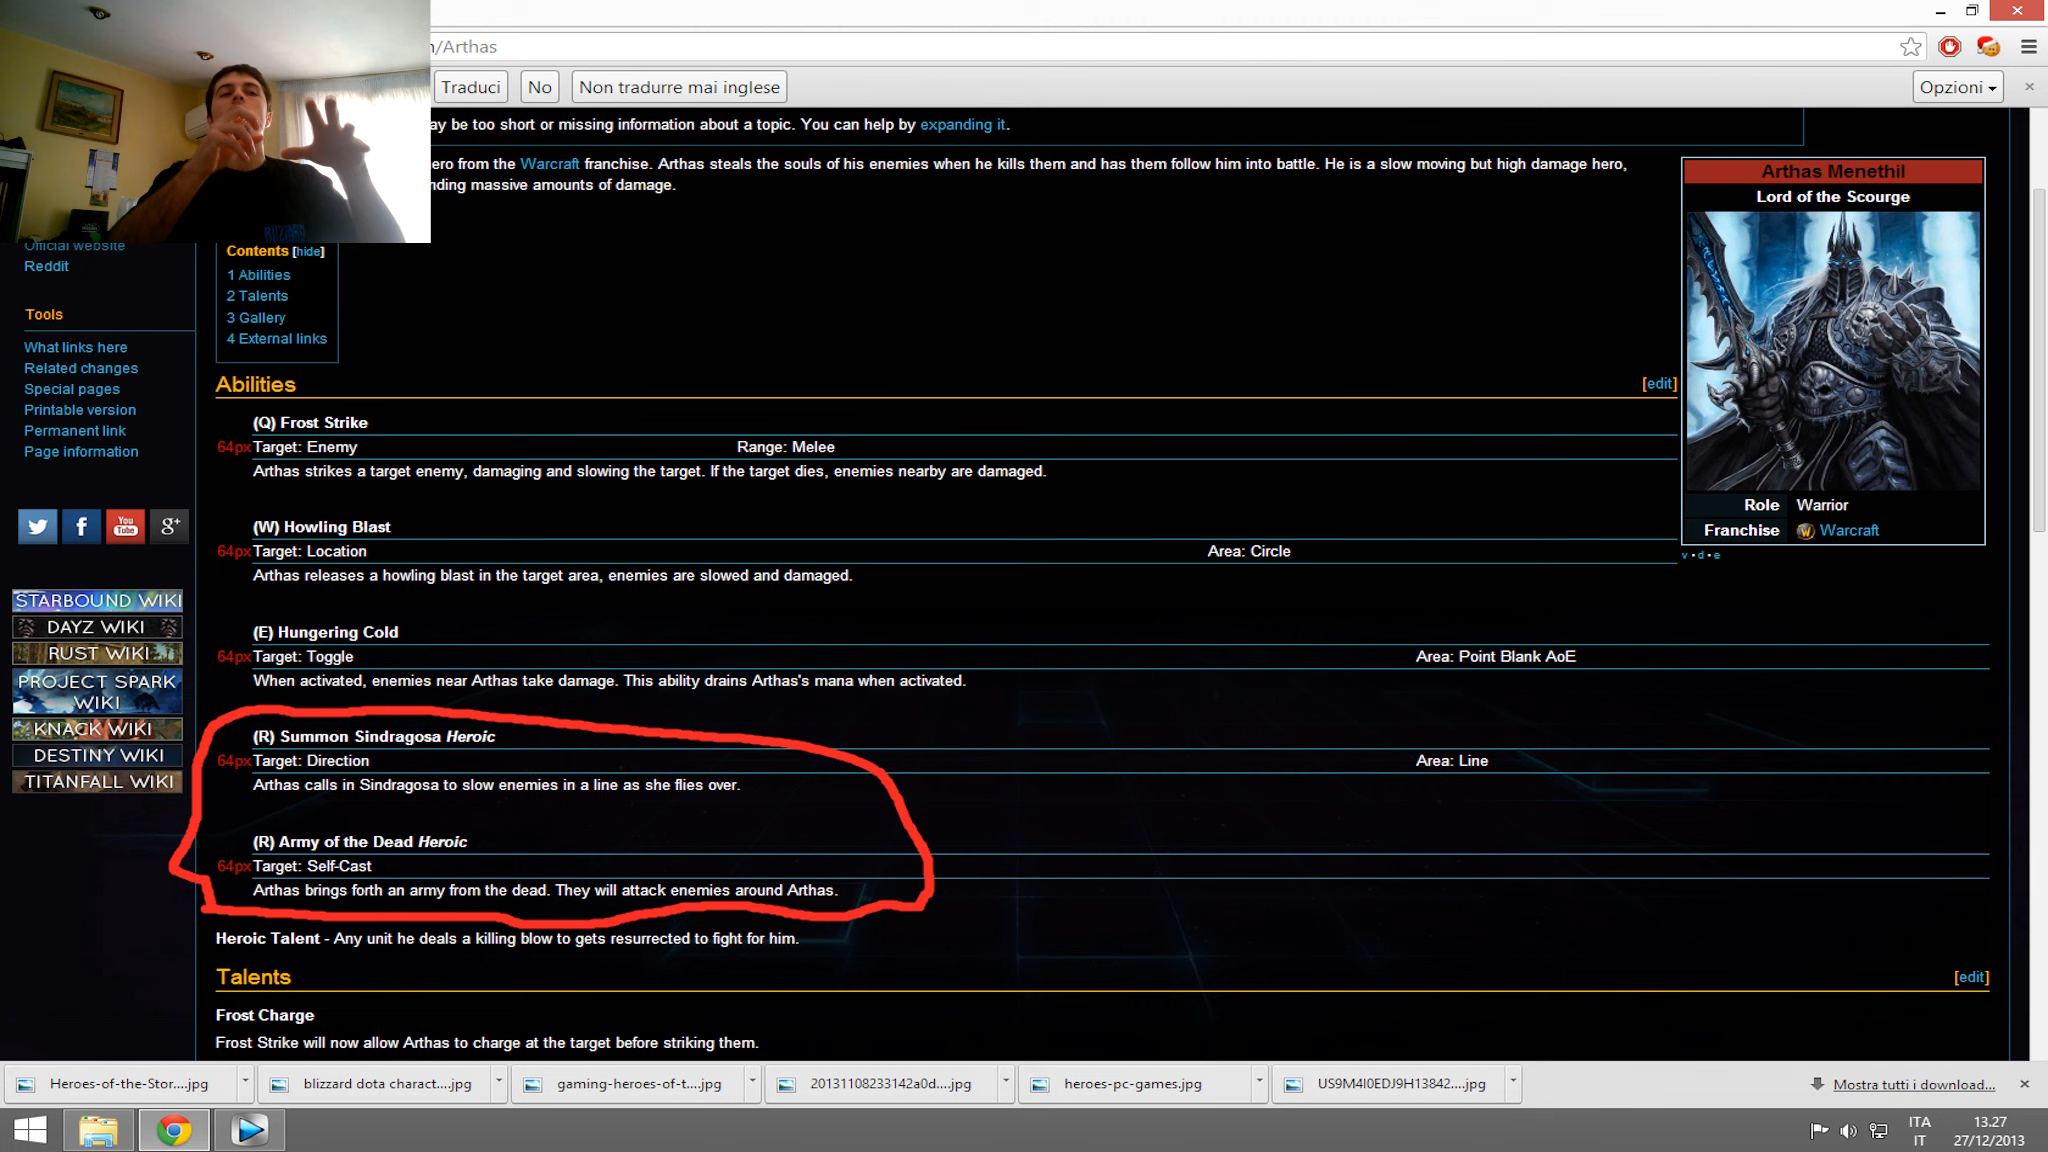 /Arthas
Traduci
No
Non tradurre mai inglese
Opzioni
ay be too short or missing information about a topic. You can help by expanding it.
ero from the Warcraft franchise. Arthas steals the souls of his enemies when he kills them and has them follow him into battle. He is a slow moving but high damage hero,
nding massive amounts of damage.
Arthas Menethil
Lord of the Scourge
Role Warrior
Franchise Warcraft
v • d • e
Official website
Reddit
Tools
What links here
Related changes
Special pages
Printable version
Permanent link
Page information
You Tube
g+
STARBOUND WIKI
DAYZ WIKI
RUST WIKI
PROJECT SPARK
WIKI
KNACK WIKI
DESTINY WIKI
TITANFALL WIKI
Contents [hide]
1 Abilities
2 Talents
3 Gallery
4 External links
Abilities [edit]
(Q) Frost Strike
64px Target: Enemy Range: Melee
Arthas strikes a target enemy, damaging and slowing the target. If the target dies, enemies nearby are damaged.
(W) Howling Blast
64px Target: Location Area: Circle
Arthas releases a howling blast in the target area, enemies are slowed and damaged.
(E) Hungering Cold
64px Target: Toggle Area: Point Blank AoE
When activated, enemies near Arthas take damage. This ability drains Arthas's mana when activated.
(R) Summon Sindragosa Heroic
64px Target: Direction Area: Line
Arthas calls in Sindragosa to slow enemies in a line as she flies over.
(R) Army of the Dead Heroic
64px Target: Self-Cast
Arthas brings forth an army from the dead. They will attack enemies around Arthas.
Heroic Talent - Any unit he deals a killing blow to gets resurrected to fight for him.
Talents [edit]
Frost Charge
Frost Strike will now allow Arthas to charge at the target before striking them.
Heroes-of-the-Stor....jpg
blizzard dota charact....jpg
gaming-heroes-of-t....jpg
20131108233142a0d....jpg
heroes-pc-games.jpg
US9M4I0EDJ9H13842....jpg
Mostra tutti i download...
ITA
IT
13.27
27/12/2013